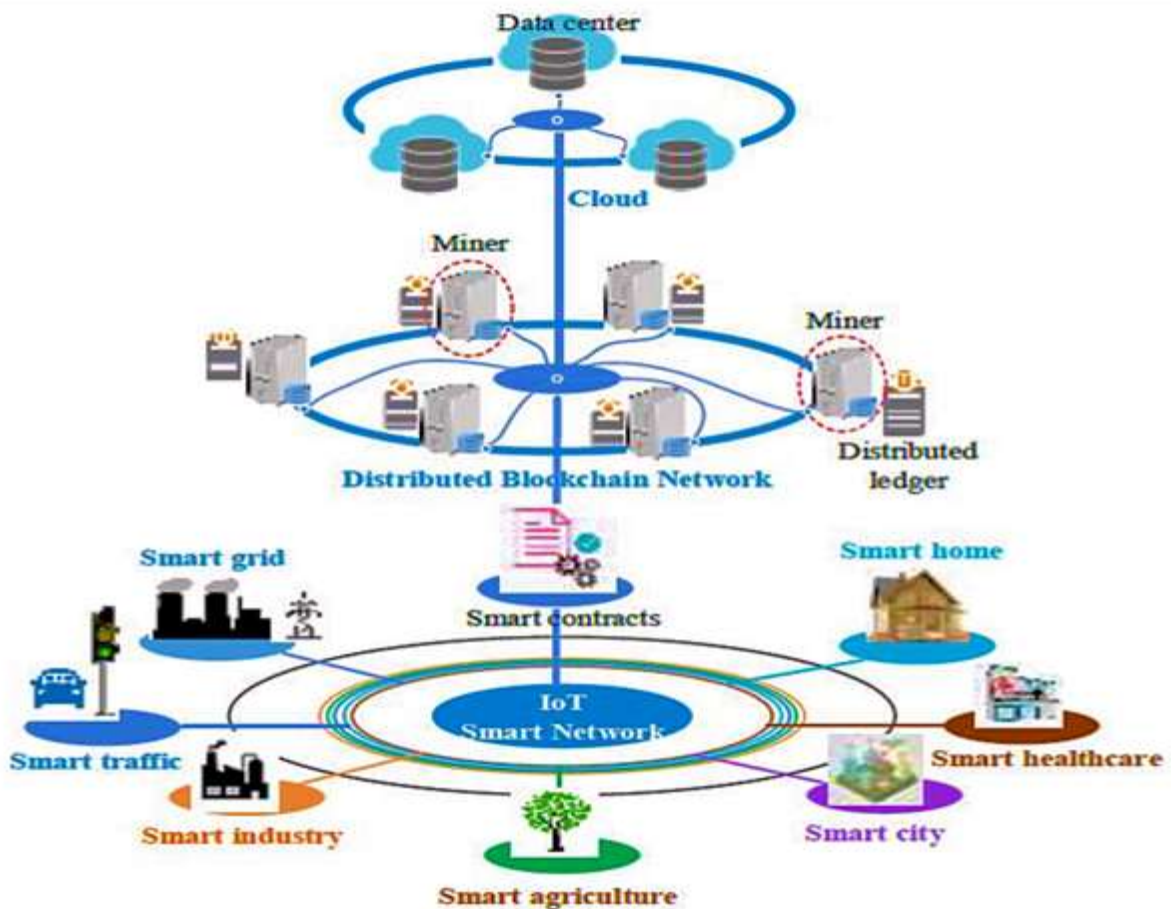 Data center
Cloud
Miner
Miner
Distributed
ledger
Distributed Blockchain Network
Smart grid
Smart home
Smart contracts
IoT
Smart Network
Smart traffic
Smart healthcare
Smart industry
Smart city
Smart agriculture